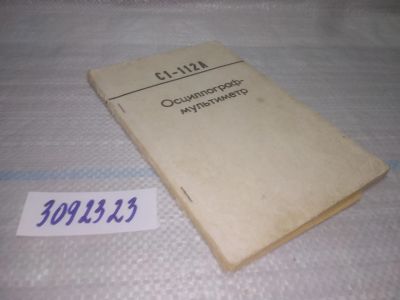 С1-112А
Осциллограф-
мультиметр
3092323